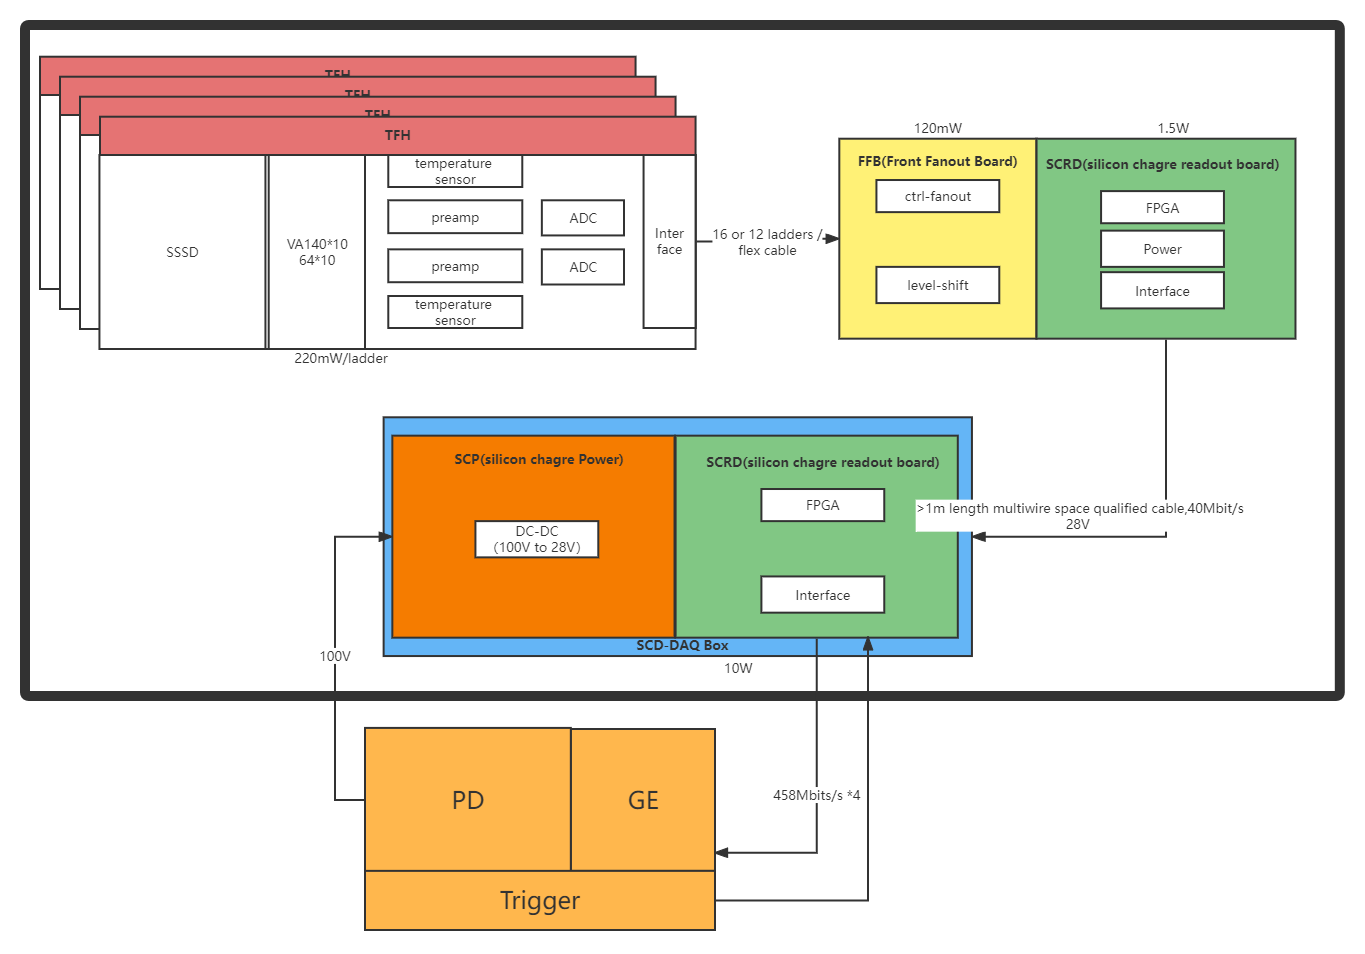 TFH
TFH
TFH
TFH
temperature
sensor
preamp
ADC
SSSD
VA140*10
64*10
Inter
face
preamp
ADC
temperature
sensor
220mW/ladder
16 or 12 ladders /
flex cable
120mW
1.5W
FFB(Front Fanout Board)
ctrl-fanout
level-shift
SCRD(silicon chagre readout board)
FPGA
Power
Interface
SCP(silicon chagre Power)
DC-DC
(100V to 28V)
SCRD(silicon chagre readout board)
FPGA
Interface
>1m length multiwire space qualified cable,40Mbit/s
28V
SCD-DAQ Box
10W
100V
PD
GE
458Mbits/s *4
Trigger